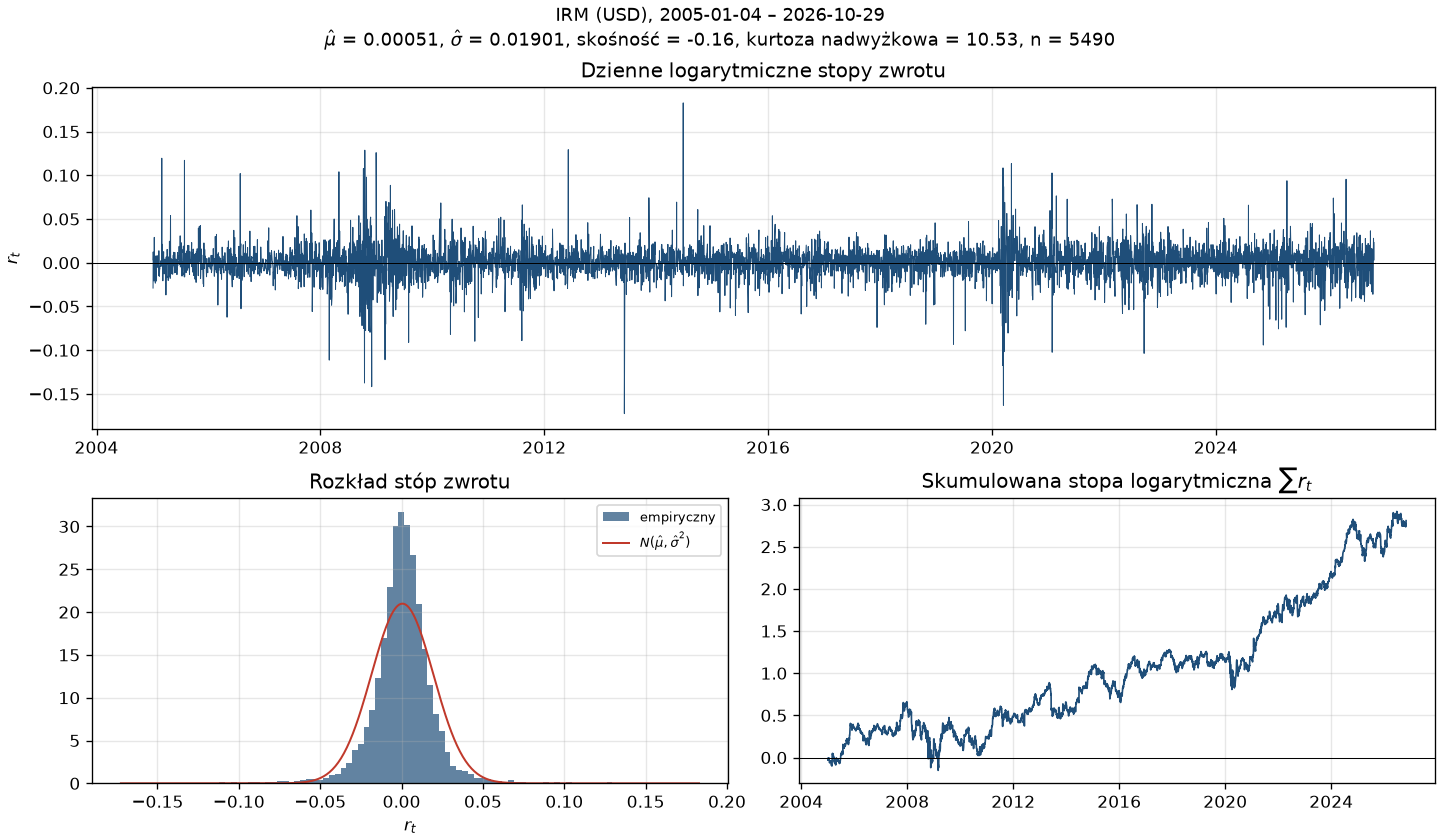 IRM (USD), 2005-01-04 – 2026-10-29
μ̂ = 0.00051, σ̂ = 0.01901, skośność = -0.16, kurtoza nadwyżkowa = 10.53, n = 5490
Dzienne logarytmiczne stopy zwrotu
0.20
0.15
0.10
0.05
0.00
−0.05
−0.10
−0.15
r_t
2004 2008 2012 2016 2020 2024
Rozkład stóp zwrotu
empiryczny
N(μ̂, σ̂²)
30
25
20
15
10
5
0
−0.15 −0.10 −0.05 0.00 0.05 0.10 0.15 0.20
r_t
Skumulowana stopa logarytmiczna ∑r_t
3.0
2.5
2.0
1.5
1.0
0.5
0.0
2004 2008 2012 2016 2020 2024